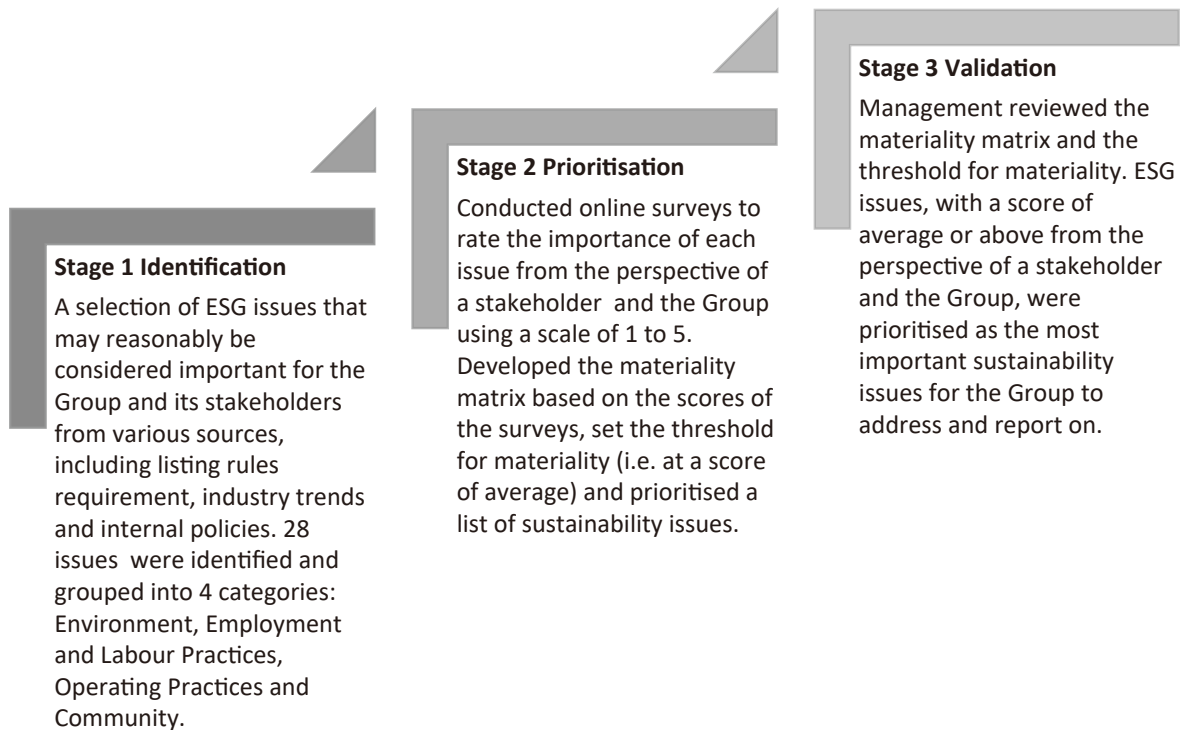 Stage 1 Identification
A selection of ESG issues that
may reasonably be
considered important for the
Group and its stakeholders
from various sources,
including listing rules
requirement, industry trends
and internal policies. 28
issues  were identified and
grouped into 4 categories:
Environment, Employment
and Labour Practices,
Operating Practices and
Community.
Stage 2 Prioritisation
Conducted online surveys to
rate the importance of each
issue from the perspective of
a stakeholder  and the Group
using a scale of 1 to 5.
Developed the materiality
matrix based on the scores of
the surveys, set the threshold
for materiality (i.e. at a score
of average) and prioritised a
list of sustainability issues.
Stage 3 Validation
Management reviewed the
materiality matrix and the
threshold for materiality. ESG
issues, with a score of
average or above from the
perspective of a stakeholder
and the Group, were
prioritised as the most
important sustainability
issues for the Group to
address and report on.